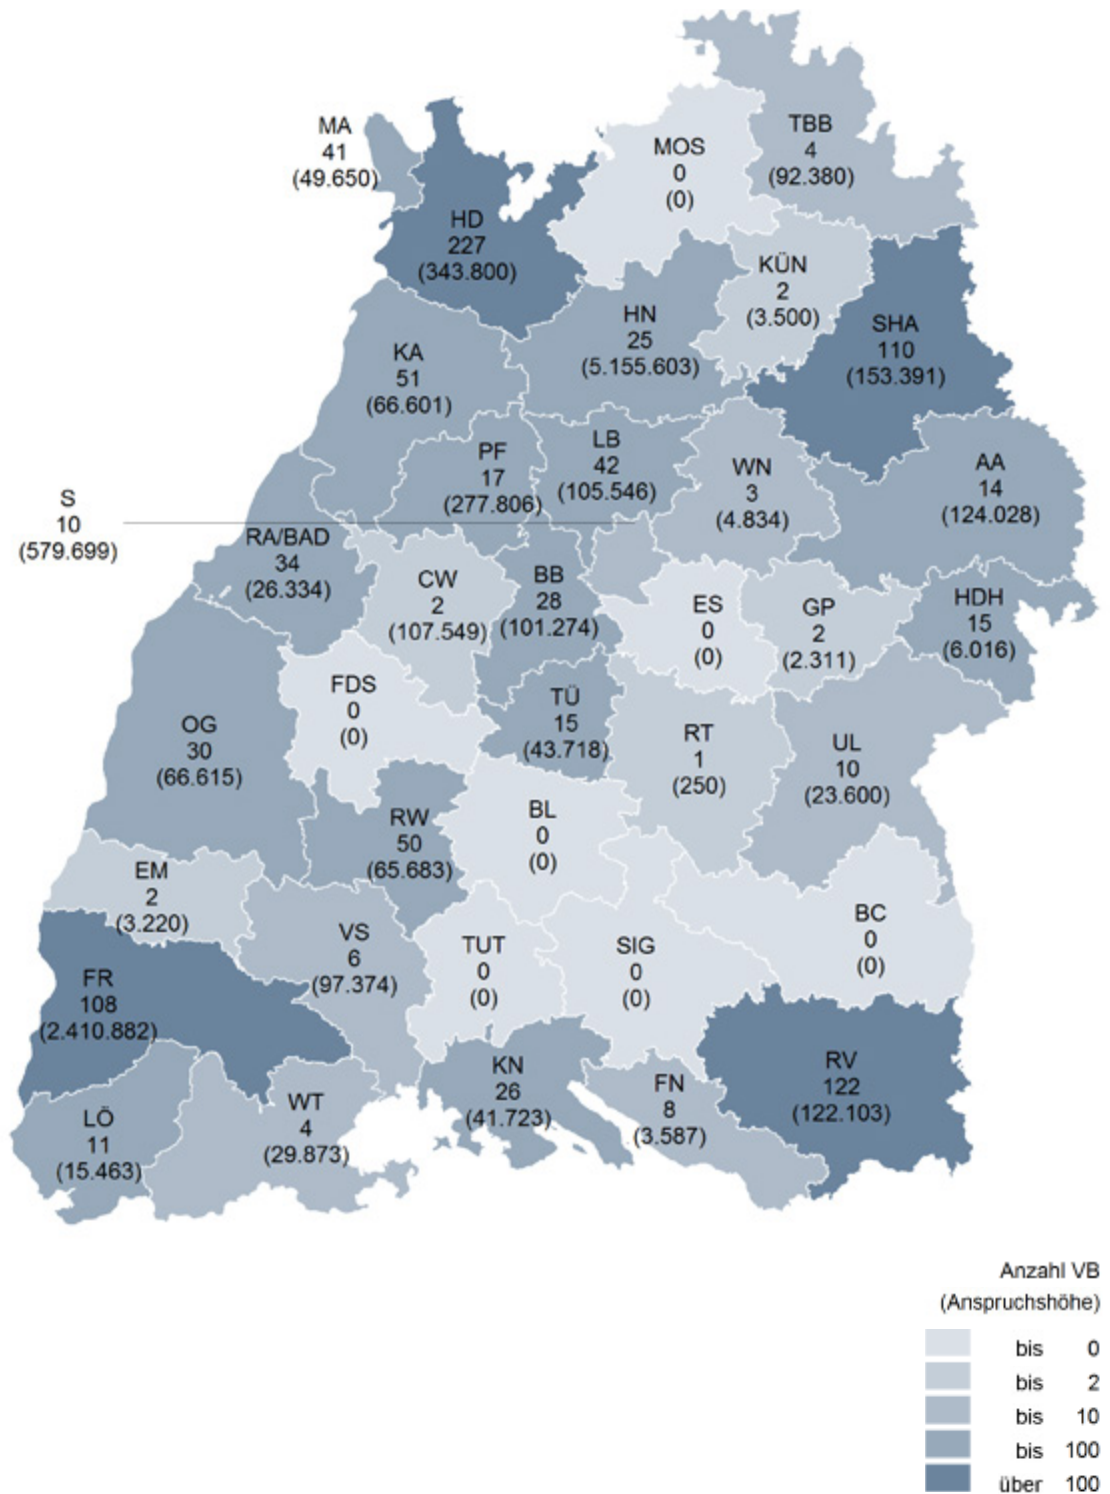 TBB
4
(92.380)
MA
41
(49.650)
MOS
0
(0)
HD
227
(343.800)
KÜN
2
(3.500)
HN
25
(5.155.603)
SHA
110
(153.391)
KA
51
(66.601)
PF
17
(277.806)
LB
42
(105.546)
WN
3
(4.834)
AA
14
(124.028)
S
10
(579.699)
RA/BAD
34
(26.334)
CW
2
(107.549)
BB
28
(101.274)
ES
0
(0)
GP
2
(2.311)
HDH
15
(6.016)
FDS
0
(0)
TÜ
15
(43.718)
OG
30
(66.615)
RT
1
(250)
UL
10
(23.600)
RW
50
(65.683)
BL
0
(0)
EM
2
(3.220)
VS
6
(97.374)
TUT
0
(0)
SIG
0
(0)
BC
0
(0)
FR
108
(2.410.882)
KN
26
(41.723)
FN
8
(3.587)
RV
122
(122.103)
LÖ
11
(15.463)
WT
4
(29.873)
Anzahl VB
(Anspruchshöhe)
bis 0
bis 2
bis 10
bis 100
über 100